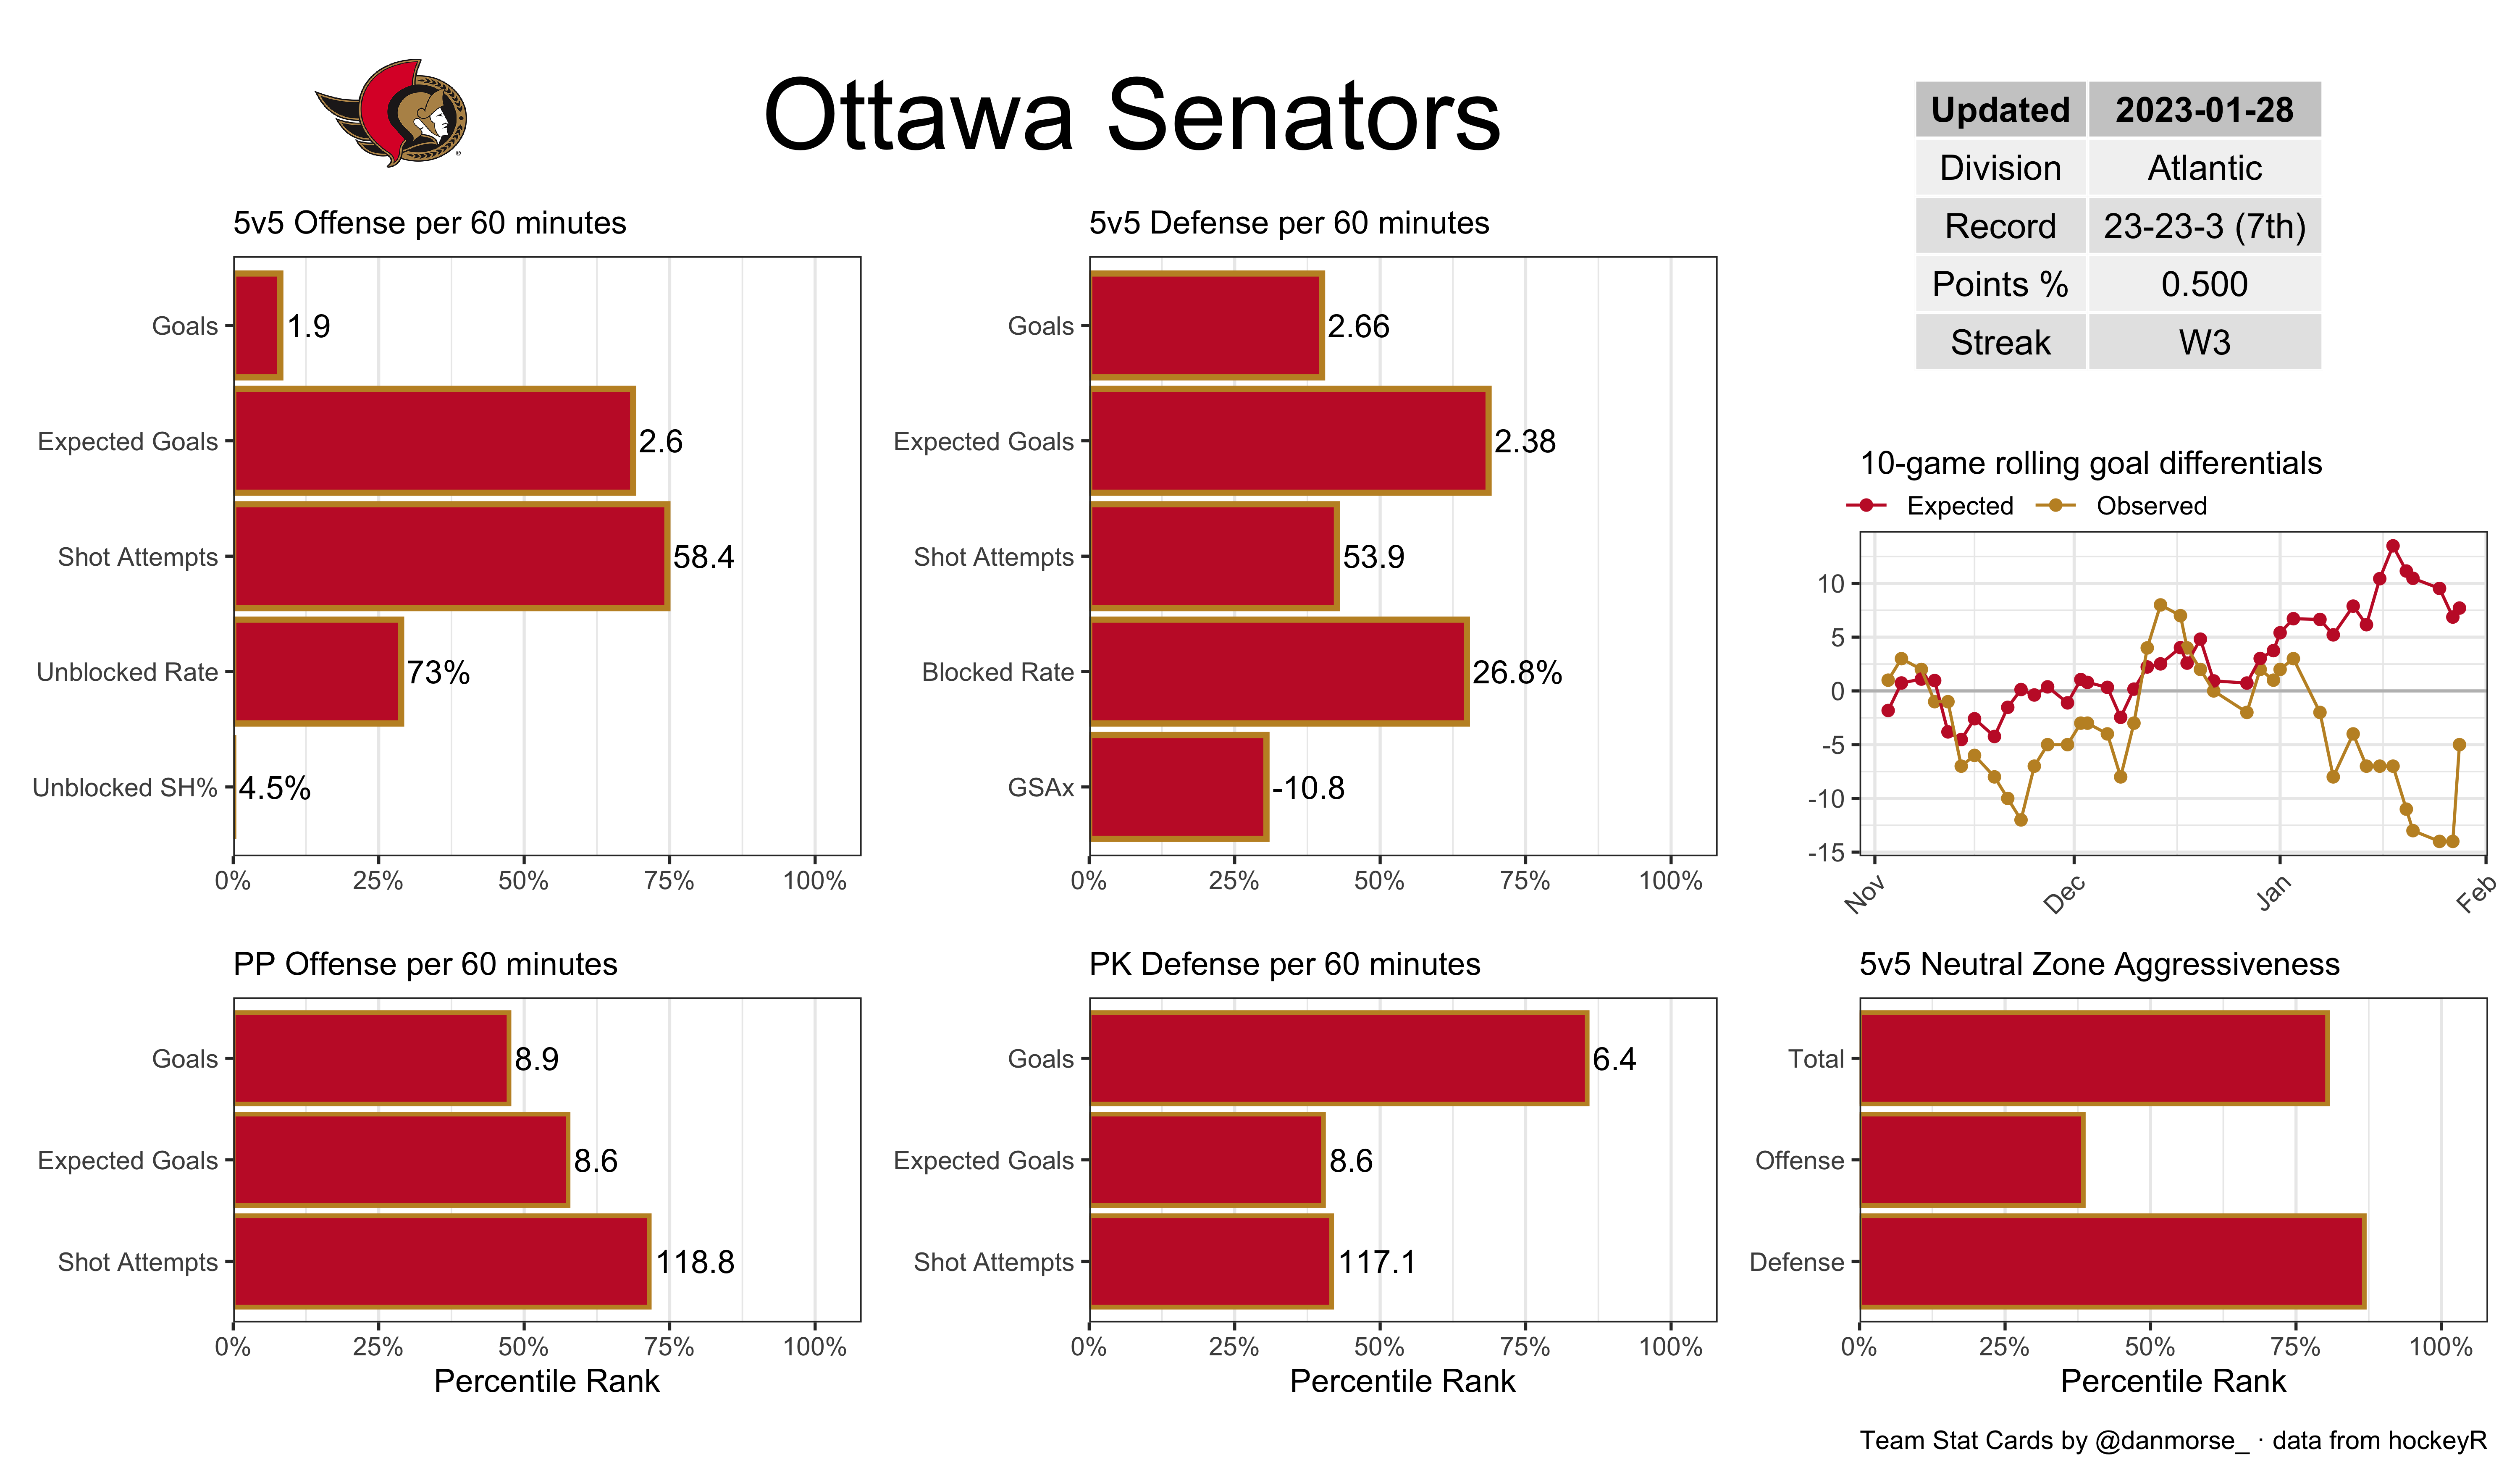 Ottawa Senators
Updated 2023-01-28
Division Atlantic
Record 23-23-3 (7th)
Points % 0.500
Streak W3
5v5 Offense per 60 minutes
Goals 1.9
Expected Goals 2.6
Shot Attempts 58.4
Unblocked Rate 73%
Unblocked SH% 4.5%
0% 25% 50% 75% 100%
5v5 Defense per 60 minutes
Goals 2.66
Expected Goals 2.38
Shot Attempts 53.9
Blocked Rate 26.8%
GSAx -10.8
0% 25% 50% 75% 100%
10-game rolling goal differentials
Expected Observed
10
5
0
-5
-10
-15
Nov Dec Jan Feb
PP Offense per 60 minutes
Goals 8.9
Expected Goals 8.6
Shot Attempts 118.8
0% 25% 50% 75% 100%
Percentile Rank
PK Defense per 60 minutes
Goals 6.4
Expected Goals 8.6
Shot Attempts 117.1
0% 25% 50% 75% 100%
Percentile Rank
5v5 Neutral Zone Aggressiveness
Total
Offense
Defense
0% 25% 50% 75% 100%
Percentile Rank
Team Stat Cards by @danmorse_ · data from hockeyR